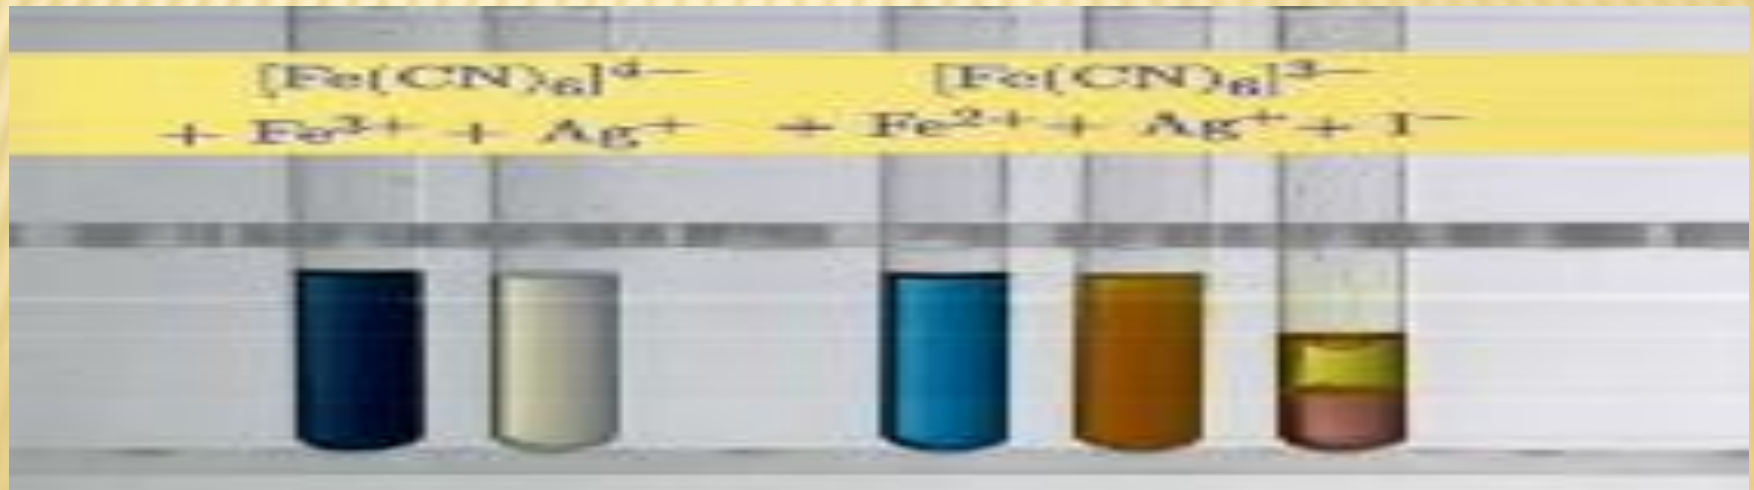 [Fe(CN)₆]⁴⁻ [Fe(CN)₆]³⁻
+ Fe³⁺ + Ag⁺ + Fe²⁺ + Ag⁺ + I⁻